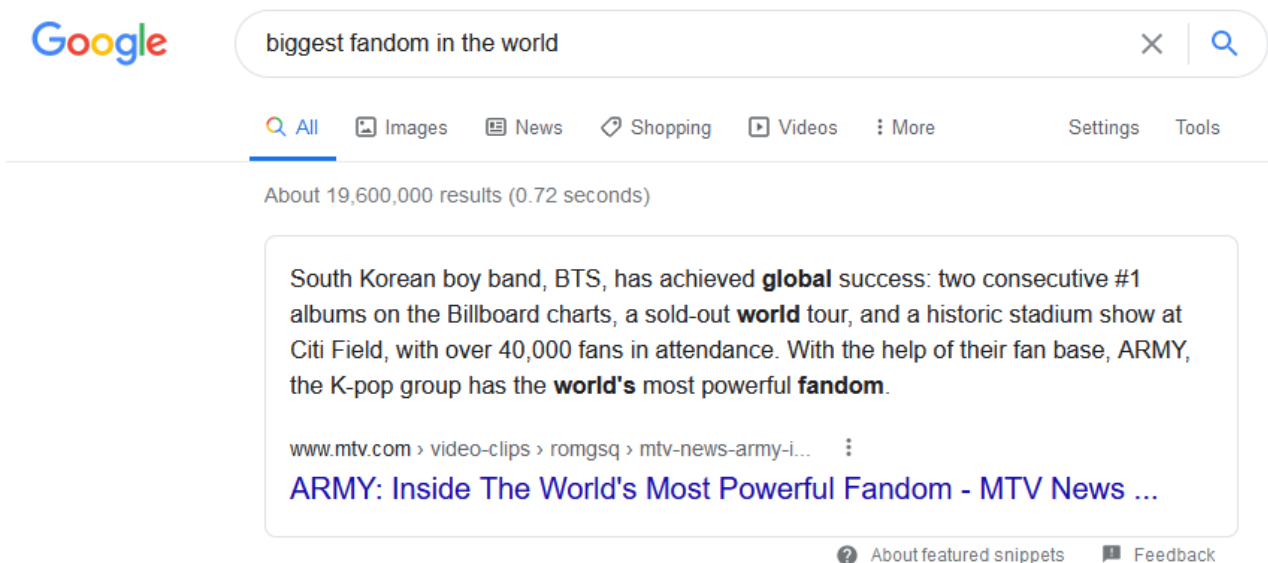 Google
biggest fandom in the world
All Images News Shopping Videos More Settings Tools
About 19,600,000 results (0.72 seconds)
South Korean boy band, BTS, has achieved global success: two consecutive #1
albums on the Billboard charts, a sold-out world tour, and a historic stadium show at
Citi Field, with over 40,000 fans in attendance. With the help of their fan base, ARMY,
the K-pop group has the world's most powerful fandom.
www.mtv.com › video-clips › romgsq › mtv-news-army-i...
ARMY: Inside The World's Most Powerful Fandom - MTV News ...
About featured snippets Feedback